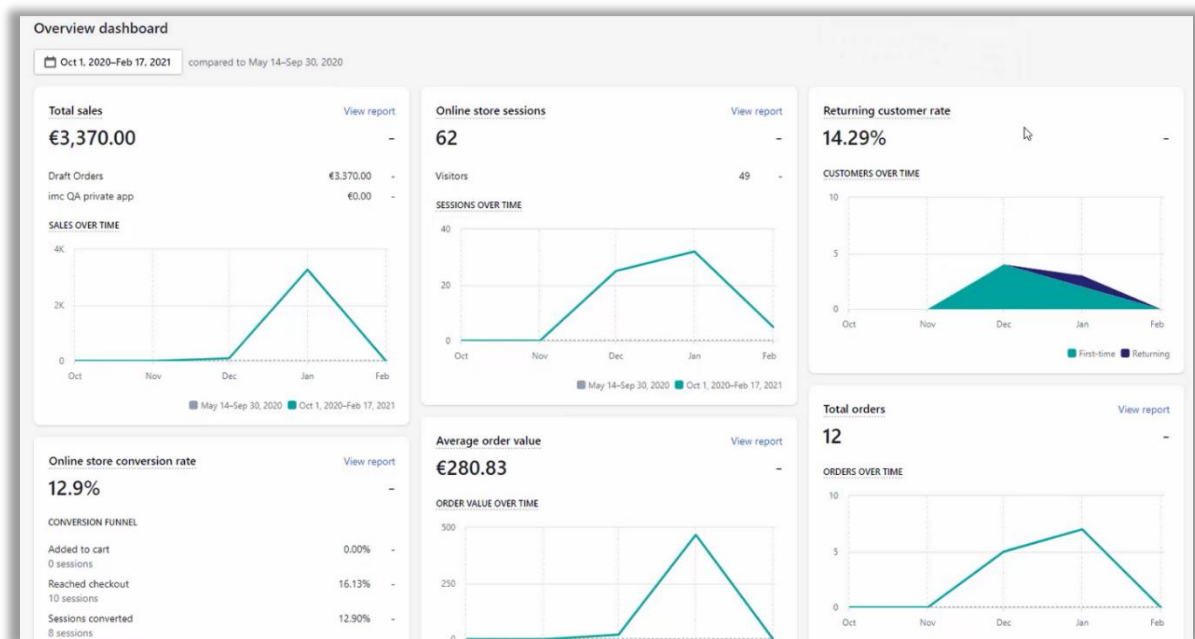 Overview dashboard
Oct 1, 2020–Feb 17, 2021 compared to May 14–Sep 30, 2020
Total sales View report
€3,370.00 -
Draft Orders €3.370.00 -
imc QA private app €0.00 -
SALES OVER TIME
4K
2K
0
Oct Nov Dec Jan Feb
May 14–Sep 30, 2020 Oct 1, 2020–Feb 17, 2021
Online store sessions View report
62 -
Visitors 49 -
SESSIONS OVER TIME
40
20
0
Oct Nov Dec Jan Feb
May 14–Sep 30, 2020 Oct 1, 2020–Feb 17, 2021
Returning customer rate
14.29% -
CUSTOMERS OVER TIME
10
5
0
Oct Nov Dec Jan Feb
First-time Returning
Online store conversion rate View report
12.9% -
CONVERSION FUNNEL
Added to cart 0.00% -
0 sessions
Reached checkout 16.13% -
10 sessions
Sessions converted 12.90% -
8 sessions
Average order value View report
€280.83 -
ORDER VALUE OVER TIME
500
250
0
Total orders View report
12 -
ORDERS OVER TIME
10
5
0
Oct Nov Dec Jan Feb